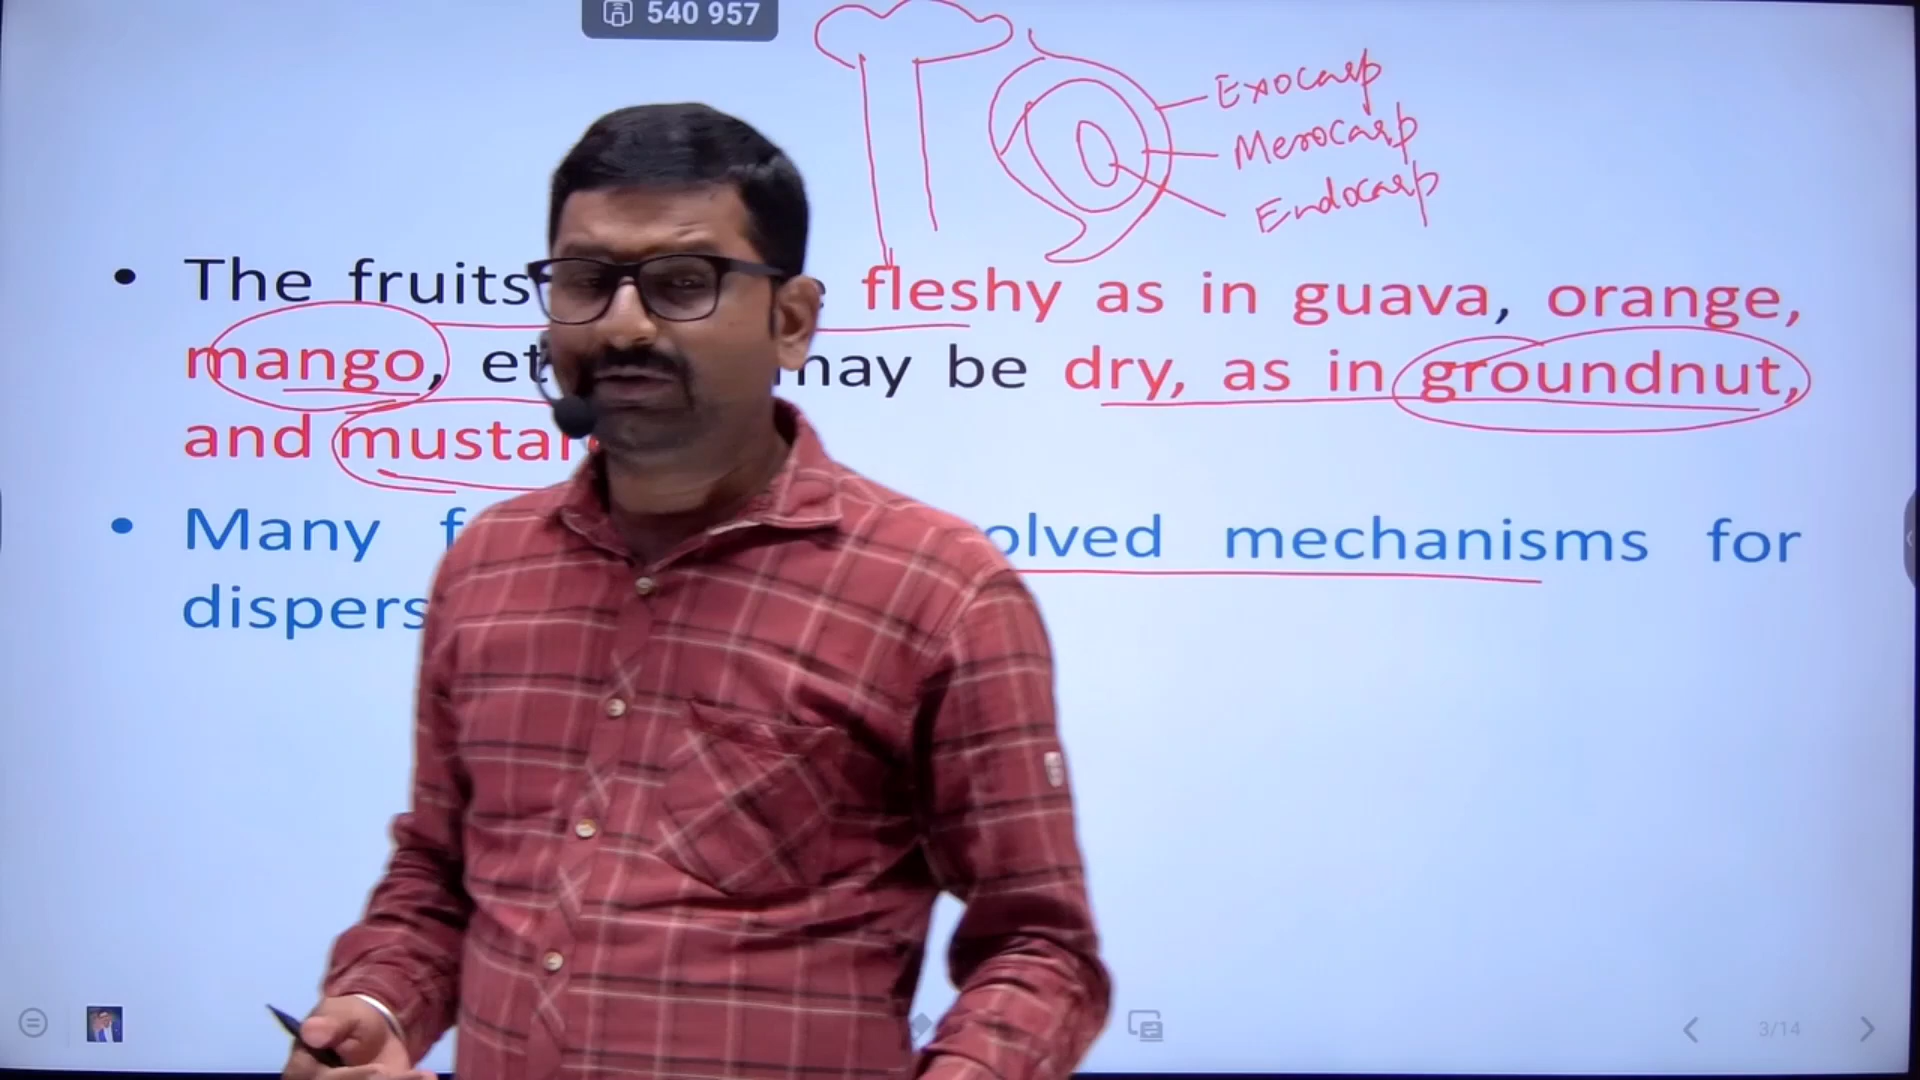 540 957
Exocarp
Mesocarp
Endocarp
• The fruits fleshy as in guava, orange,
mango, et may be dry, as in groundnut,
and mustar
• Many f olved mechanisms for
dispers
3/14